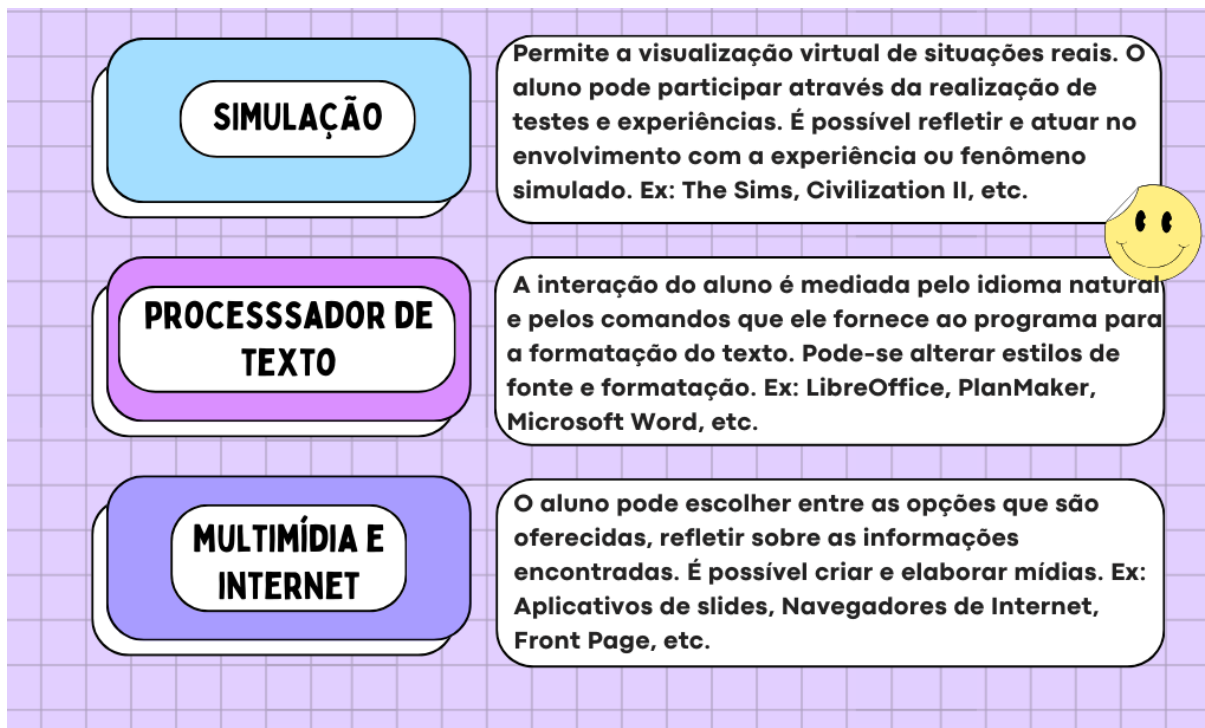 SIMULAÇÃO
Permite a visualização virtual de situações reais. O
aluno pode participar através da realização de
testes e experiências. É possível refletir e atuar no
envolvimento com a experiência ou fenômeno
simulado. Ex: The Sims, Civilization II, etc.
PROCESSSADOR DE
TEXTO
A interação do aluno é mediada pelo idioma natural
e pelos comandos que ele fornece ao programa para
a formatação do texto. Pode-se alterar estilos de
fonte e formatação. Ex: LibreOffice, PlanMaker,
Microsoft Word, etc.
MULTIMÍDIA E
INTERNET
O aluno pode escolher entre as opções que são
oferecidas, refletir sobre as informações
encontradas. É possível criar e elaborar mídias. Ex:
Aplicativos de slides, Navegadores de Internet,
Front Page, etc.